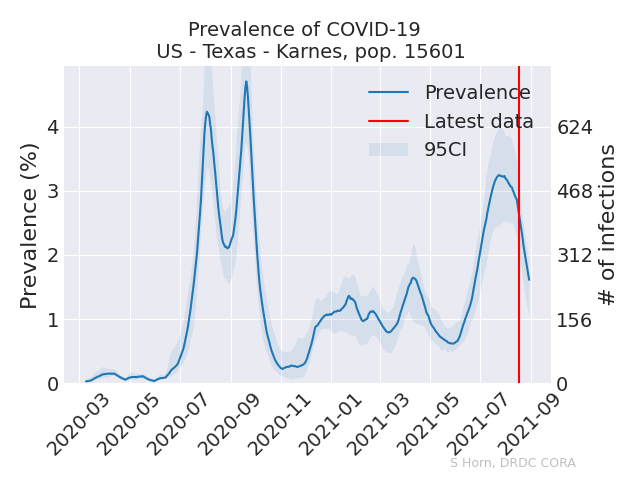 Prevalence of COVID-19
US - Texas - Karnes, pop. 15601
Prevalence (%)
4
3
2
1
0
Prevalence
Latest data
95CI
624
468
312
156
0
# of infections
2020-03
2020-05
2020-07
2020-09
2020-11
2021-01
2021-03
2021-05
2021-07
2021-09
S Horn, DRDC CORA